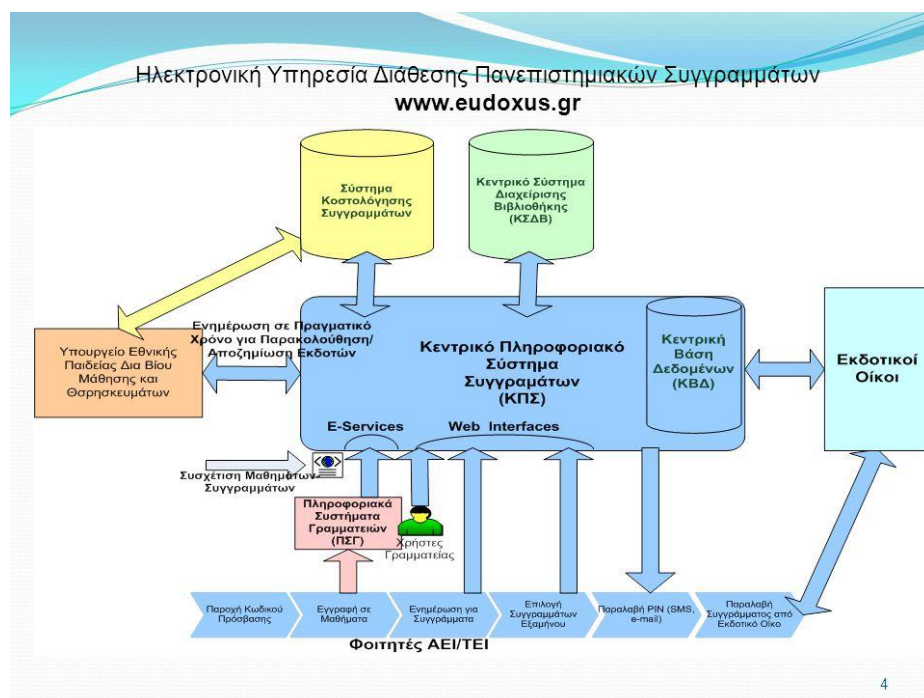 Ηλεκτρονική Υπηρεσία Διάθεσης Πανεπιστημιακών Συγγραμμάτων
www.eudoxus.gr
Σύστημα
Κοστολόγησης
Συγγραμμάτων
Κεντρικό Σύστημα
Διαχείρισης
Βιβλιοθήκης
(ΚΣΔΒ)
Υπουργείο Εθνικής
Παιδείας Δια Βίου
Μάθησης και
Θσρησκευμάτων
Ενημέρωση σε Πραγματικό
Χρόνο για Παρακολούθηση/
Αποζημίωση Εκδοτών
Κεντρικό Πληροφοριακό
Σύστημα
Συγγραμάτων
(ΚΠΣ)
Κεντρική
Βάση
Δεδομένων
(ΚΒΔ)
Εκδοτικοί
Οίκοι
E-Services
Web Interfaces
Συσχέτιση Μαθημάτων-
Συγγραμμάτων
Πληροφοριακά
Συστήματα
Γραμματειών
(ΠΣΓ)
Χρήστες
Γραμματείας
Παροχή Κωδικού
Πρόσβασης
Εγγραφή σε
Μαθήματα
Ενημέρωση για
Συγγράμματα
Επιλογή
Συγγραμμάτων
Εξαμήνου
Παραλαβή PIN (SMS,
e-mail)
Παραλαβή
Συγγράμματος από
Εκδοτικό Οίκο
Φοιτητές ΑΕΙ/ΤΕΙ
4